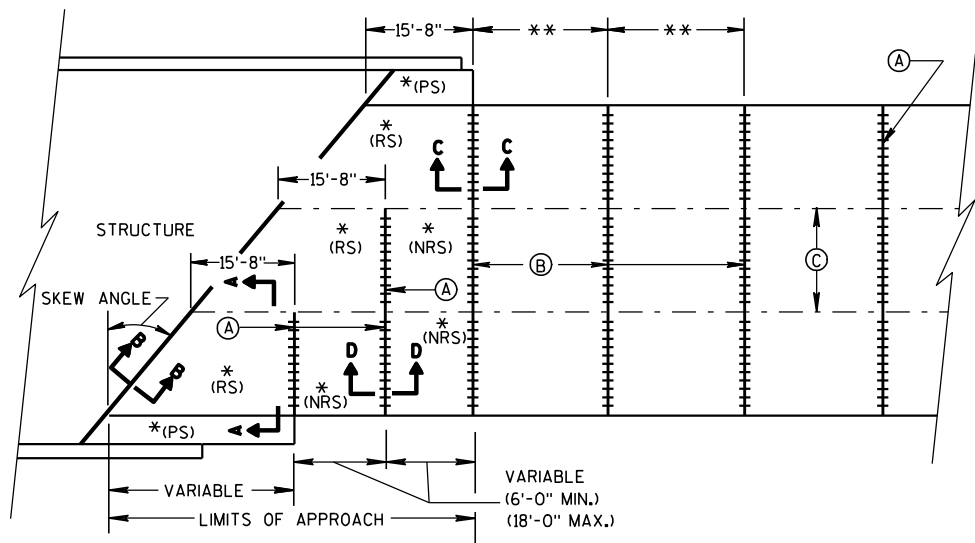 15'-8" ** **
A
*(PS)
*
(RS)
C C
15'-8"
STRUCTURE
*
(RS)
*
(NRS)
B
C
15'-8"
A
A
SKEW ANGLE
A
*
(NRS)
B
B
*
(RS)
D D
*
(NRS)
*(PS)
A
VARIABLE
VARIABLE
(6'-0" MIN.)
(18'-0" MAX.)
LIMITS OF APPROACH